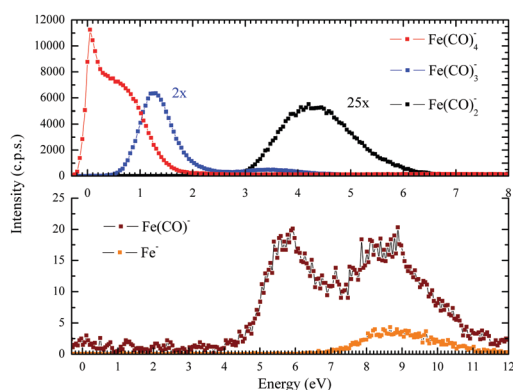 12000
10000
8000
6000
4000
2000
0
2x
25x
Fe(CO)₄⁻
Fe(CO)₃⁻
Fe(CO)₂⁻
0 1 2 3 4 5 6 7 8
Intensity (c.p.s.)
25
20
15
10
5
0
Fe(CO)⁻
Fe⁻
0 1 2 3 4 5 6 7 8 9 10 11 12
Energy (eV)